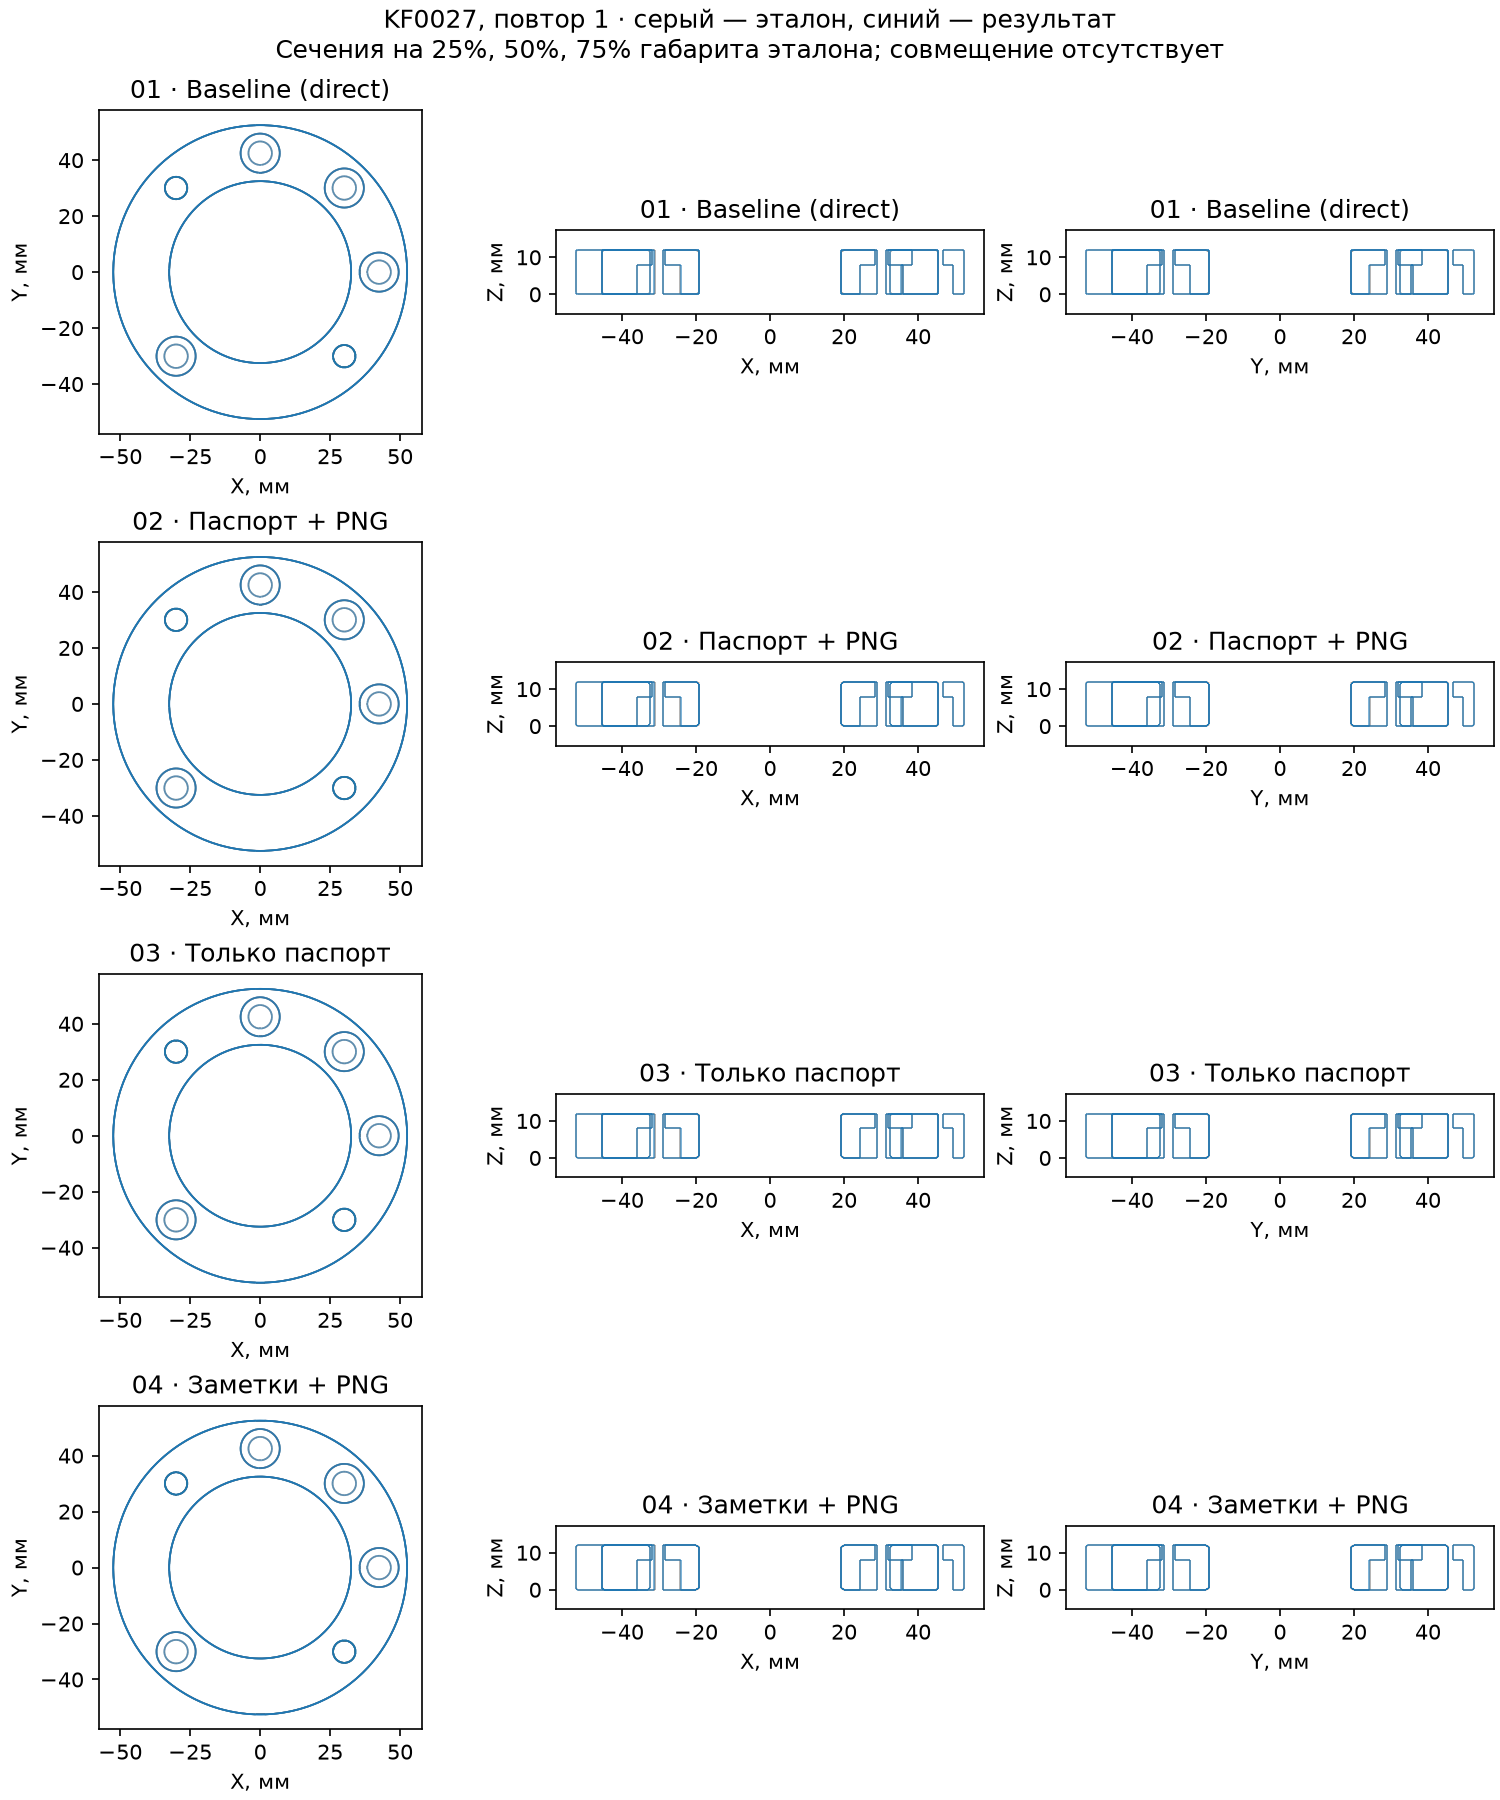 KF0027, повтор 1 · серый — эталон, синий — результат
Сечения на 25%, 50%, 75% габарита эталона; совмещение отсутствует
01 · Baseline (direct)
Y, мм
40
20
0
−20
−40
−50 −25 0 25 50
X, мм
01 · Baseline (direct)
Z, мм
10
0
−40 −20 0 20 40
X, мм
01 · Baseline (direct)
Z, мм
10
0
−40 −20 0 20 40
Y, мм
02 · Паспорт + PNG
Y, мм
40
20
0
−20
−40
−50 −25 0 25 50
X, мм
02 · Паспорт + PNG
Z, мм
10
0
−40 −20 0 20 40
X, мм
02 · Паспорт + PNG
Z, мм
10
0
−40 −20 0 20 40
Y, мм
03 · Только паспорт
Y, мм
40
20
0
−20
−40
−50 −25 0 25 50
X, мм
03 · Только паспорт
Z, мм
10
0
−40 −20 0 20 40
X, мм
03 · Только паспорт
Z, мм
10
0
−40 −20 0 20 40
Y, мм
04 · Заметки + PNG
Y, мм
40
20
0
−20
−40
−50 −25 0 25 50
X, мм
04 · Заметки + PNG
Z, мм
10
0
−40 −20 0 20 40
X, мм
04 · Заметки + PNG
Z, мм
10
0
−40 −20 0 20 40
Y, мм